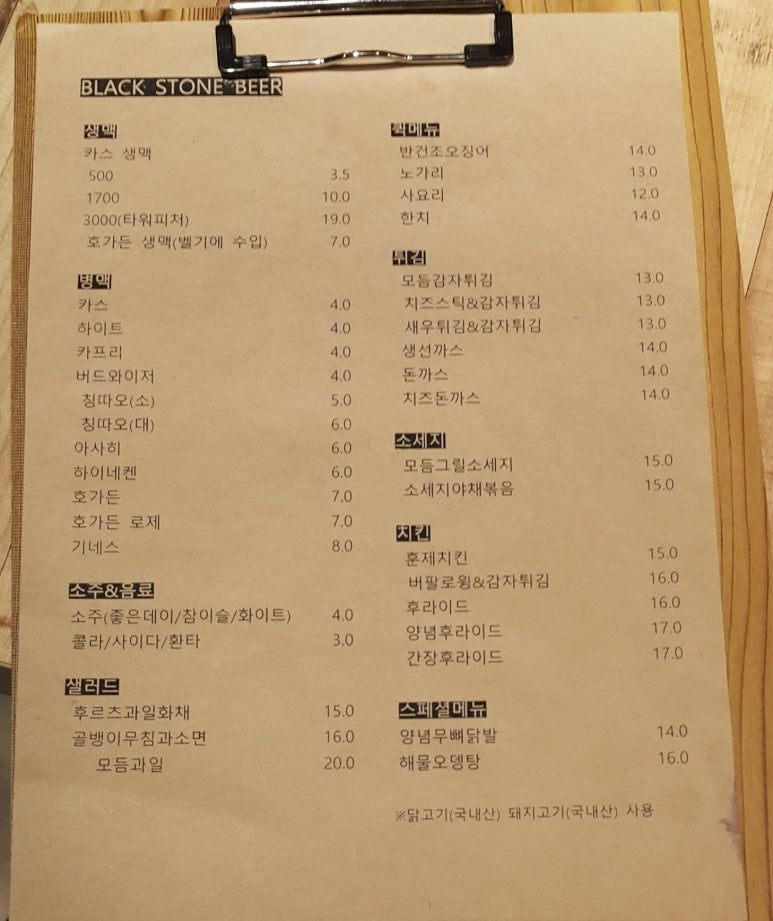 BLACK STONE BEER
생맥
카스 생맥
500 3.5
1700 10.0
3000(타워피처) 19.0
호가든 생맥(벨기에 수입) 7.0
병맥
카스 4.0
하이트 4.0
카프리 4.0
버드와이저 4.0
칭따오(소) 5.0
칭따오(대) 6.0
아사히 6.0
하이네켄 6.0
호가든 7.0
호가든 로제 7.0
기네스 8.0
소주&음료
소주(좋은데이/참이슬/화이트) 4.0
콜라/사이다/환타 3.0
샐러드
후르츠과일화채 15.0
골뱅이무침과소면 16.0
모듬과일 20.0
퀵메뉴
반건조오징어 14.0
노가리 13.0
사요리 12.0
한치 14.0
튀김
모듬감자튀김 13.0
치즈스틱&감자튀김 13.0
새우튀김&감자튀김 13.0
생선까스 14.0
돈까스 14.0
치즈돈까스 14.0
소세지
모듬그릴소세지 15.0
소세지야채볶음 15.0
치킨
훈제치킨 15.0
버팔로윙&감자튀김 16.0
후라이드 16.0
양념후라이드 17.0
간장후라이드 17.0
스페셜메뉴
양념무뼈닭발 14.0
해물오뎅탕 16.0
※닭고기(국내산) 돼지고기(국내산) 사용